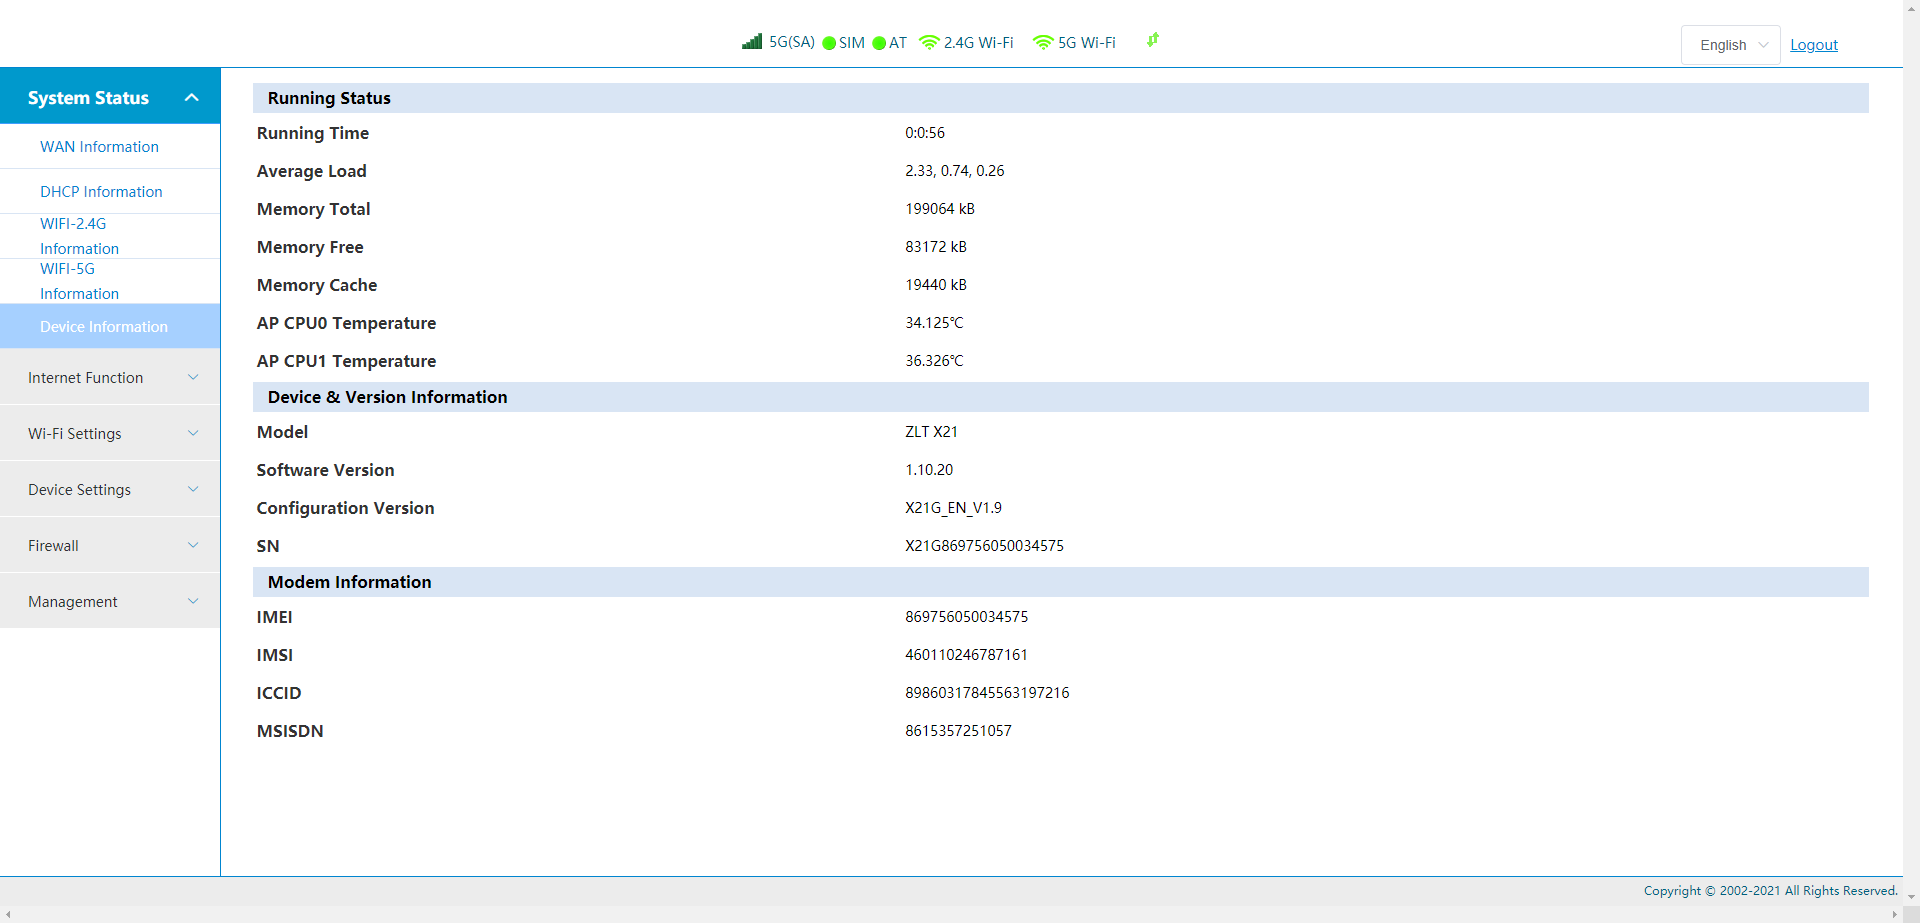 5G(SA) SIM AT 2.4G Wi-Fi 5G Wi-Fi English Logout
System Status
WAN Information
DHCP Information
WIFI-2.4G
Information
WIFI-5G
Information
Device Information
Internet Function
Wi-Fi Settings
Device Settings
Firewall
Management
Running Status
Running Time 0:0:56
Average Load 2.33, 0.74, 0.26
Memory Total 199064 kB
Memory Free 83172 kB
Memory Cache 19440 kB
AP CPU0 Temperature 34.125℃
AP CPU1 Temperature 36.326℃
Device & Version Information
Model ZLT X21
Software Version 1.10.20
Configuration Version X21G_EN_V1.9
SN X21G869756050034575
Modem Information
IMEI 869756050034575
IMSI 460110246787161
ICCID 89860317845563197216
MSISDN 8615357251057
Copyright © 2002-2021 All Rights Reserved.